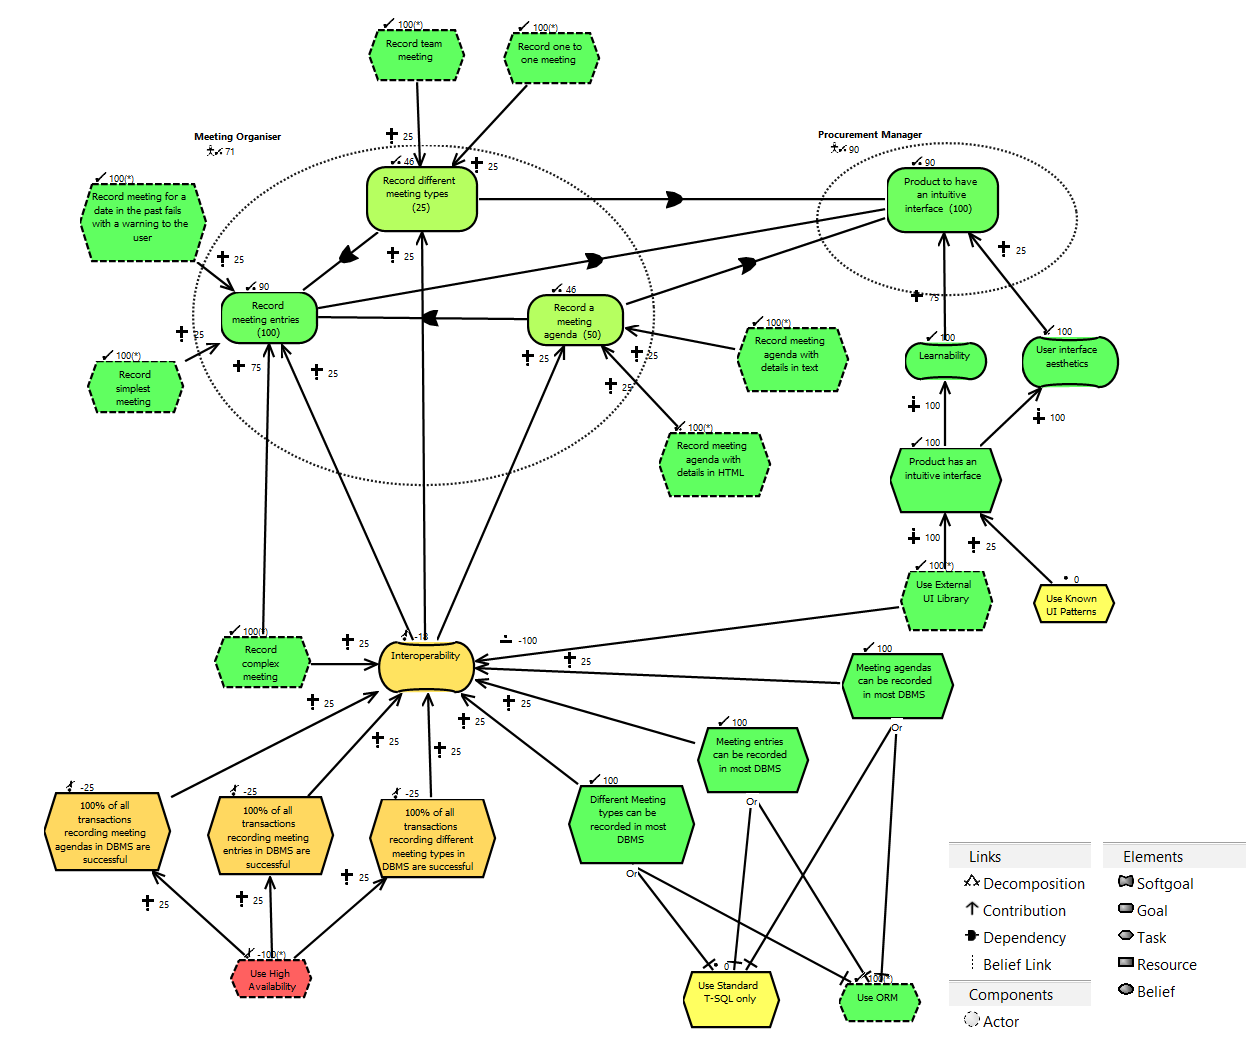 100(*)
Record team
meeting
100(*)
Record one to
one meeting
25
25
Meeting Organiser
71
Procurement Manager
90
46
Record different
meeting types
(25)
90
Product to have
an intuitive
interface (100)
100(*)
Record meeting for a
date in the past fails
with a warning to the
user
25
25
25
90
Record
meeting entries
(100)
46
Record a
meeting
agenda (50)
75
25
100(*)
Record meeting
agenda with
details in text
100
Learnability
100
User interface
aesthetics
100(*)
Record
simplest
meeting
75
25
25
25
25
100
100
100(*)
Record meeting
agenda with
details in HTML
100
Product has an
intuitive interface
100
25
100(*)
Use External
UI Library
0
Use Known
UI Patterns
100(*)
Record
complex
meeting
25
-13
Interoperability
-100
25
100
Meeting agendas
can be recorded
in most DBMS
Or
25
25
25
25
25
25
100
Meeting entries
can be recorded
in most DBMS
Or
-25
100% of all
transactions
recording meeting
agendas in DBMS are
successful
-25
100% of all
transactions
recording meeting
entries in DBMS are
successful
-25
100% of all
transactions
recording different
meeting types in
DBMS are successful
100
Different Meeting
types can be
recorded in most
DBMS
Or
25
25
25
-100(*)
Use High
Availability
0
Use Standard
T-SQL only
100(*)
Use ORM
Links
Decomposition
Contribution
Dependency
Belief Link
Components
Actor
Elements
Softgoal
Goal
Task
Resource
Belief